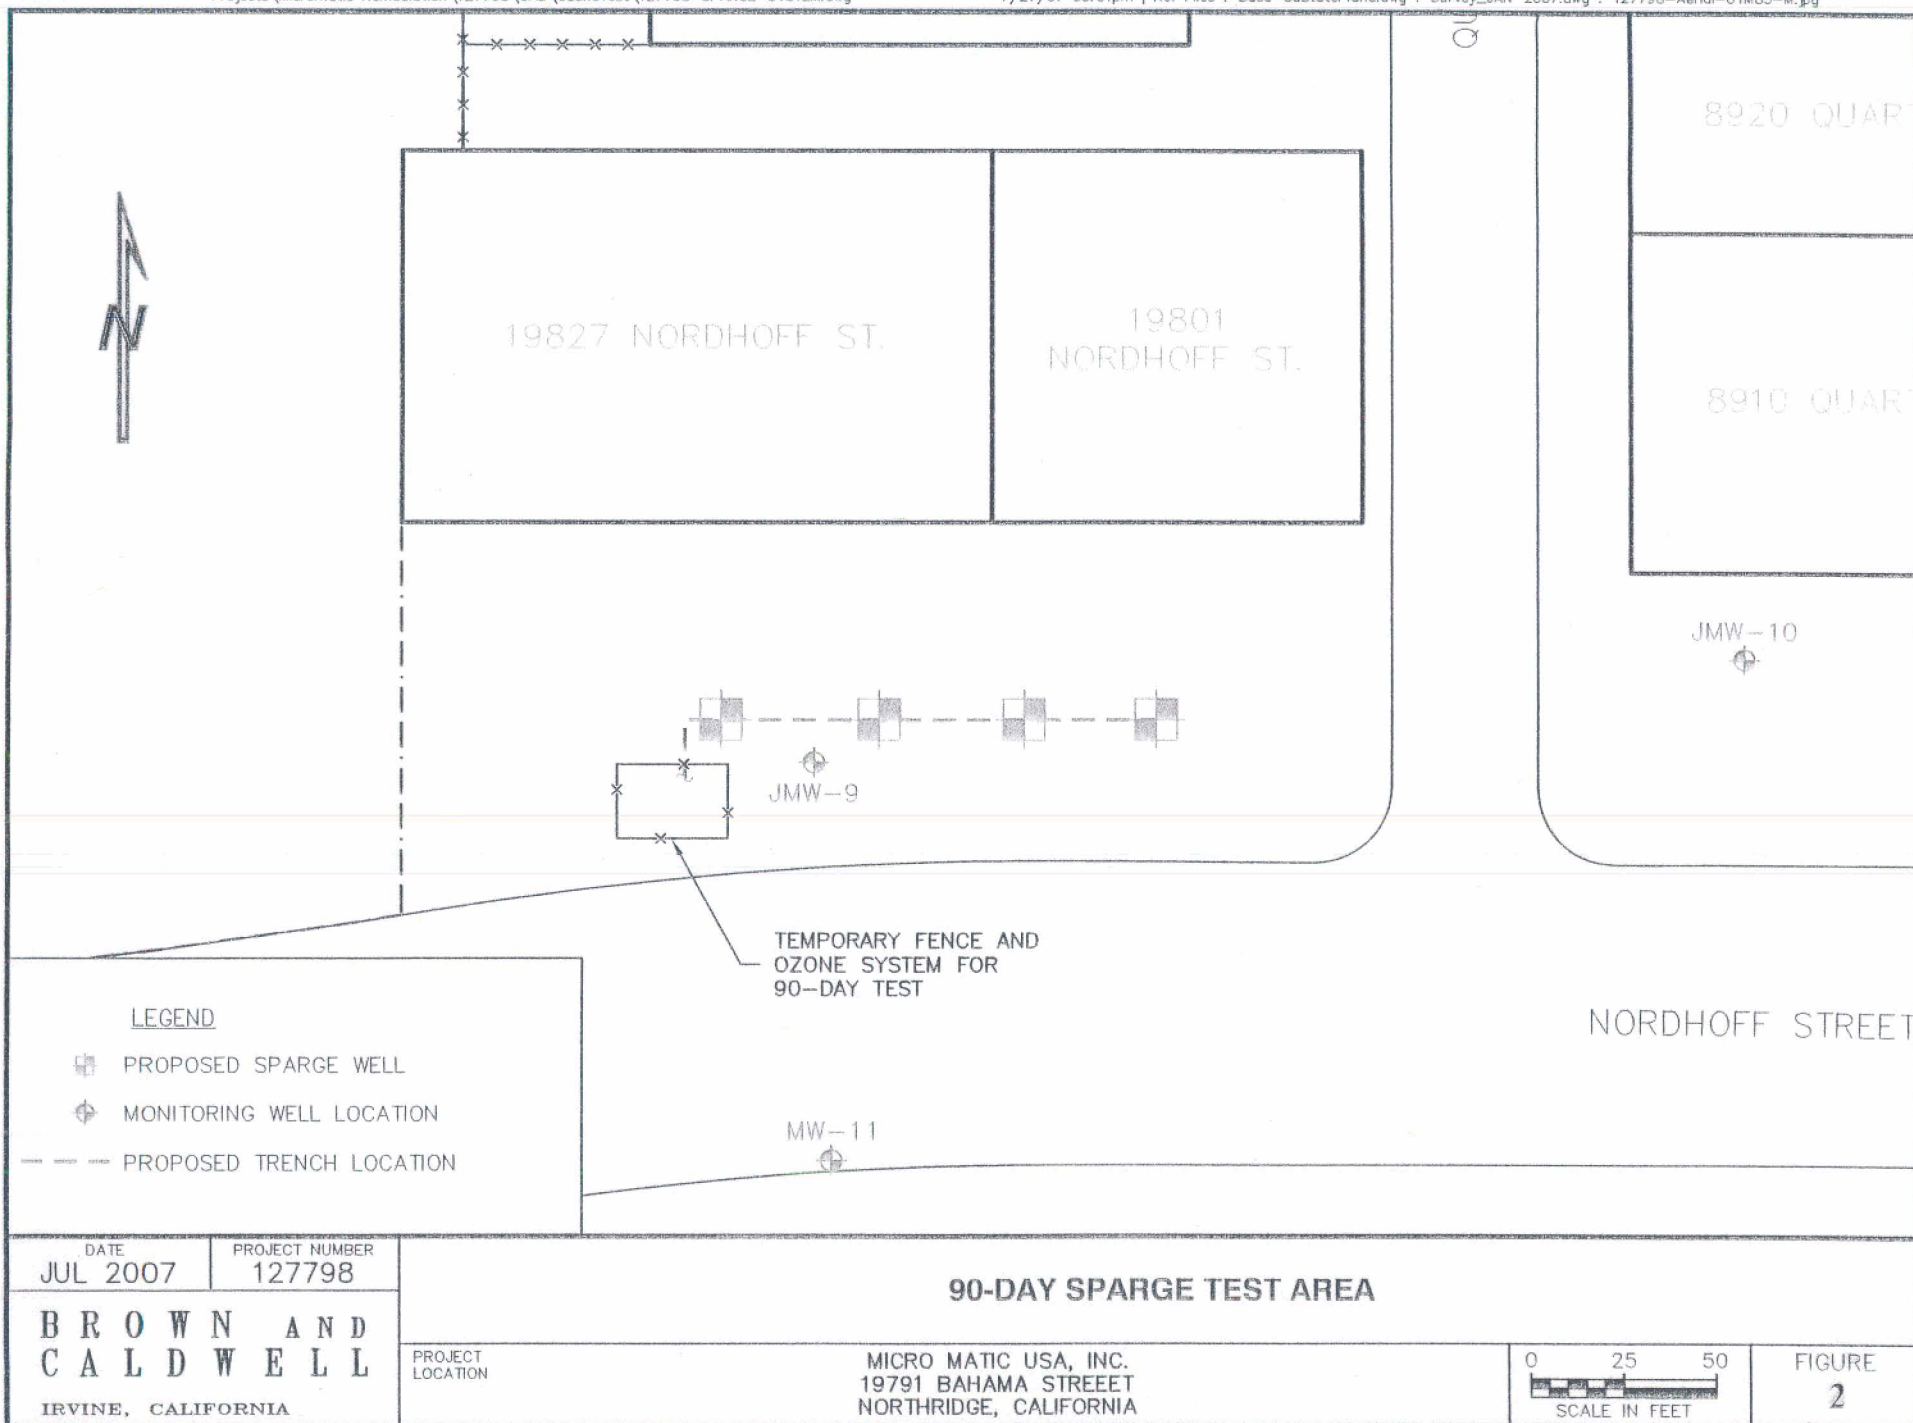 QU
8920 QUAR
19827 NORDHOFF ST.
19801
NORDHOFF ST.
8910 QUAR
N
JMW-10
JMW-9
TEMPORARY FENCE AND
OZONE SYSTEM FOR
90-DAY TEST
NORDHOFF STREET
MW-11
LEGEND
PROPOSED SPARGE WELL
MONITORING WELL LOCATION
PROPOSED TRENCH LOCATION
DATE
JUL 2007
PROJECT NUMBER
127798
90-DAY SPARGE TEST AREA
BROWN AND
CALDWELL
IRVINE, CALIFORNIA
PROJECT
LOCATION
MICRO MATIC USA, INC.
19791 BAHAMA STREEET
NORTHRIDGE, CALIFORNIA
0 25 50
SCALE IN FEET
FIGURE
2